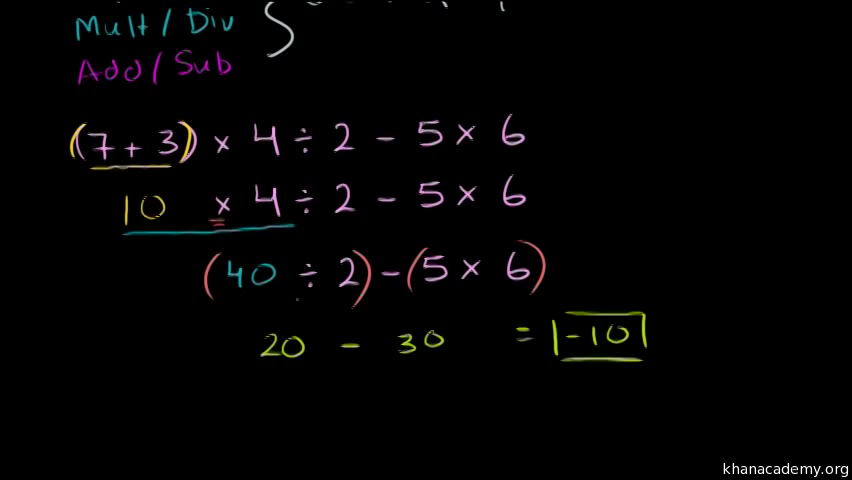 Mult / Div
Add / Sub
(7 + 3) × 4 ÷ 2 − 5 × 6
10 × 4 ÷ 2 − 5 × 6
(40 ÷ 2) − (5 × 6)
20 − 30 = -10
khanacademy.org